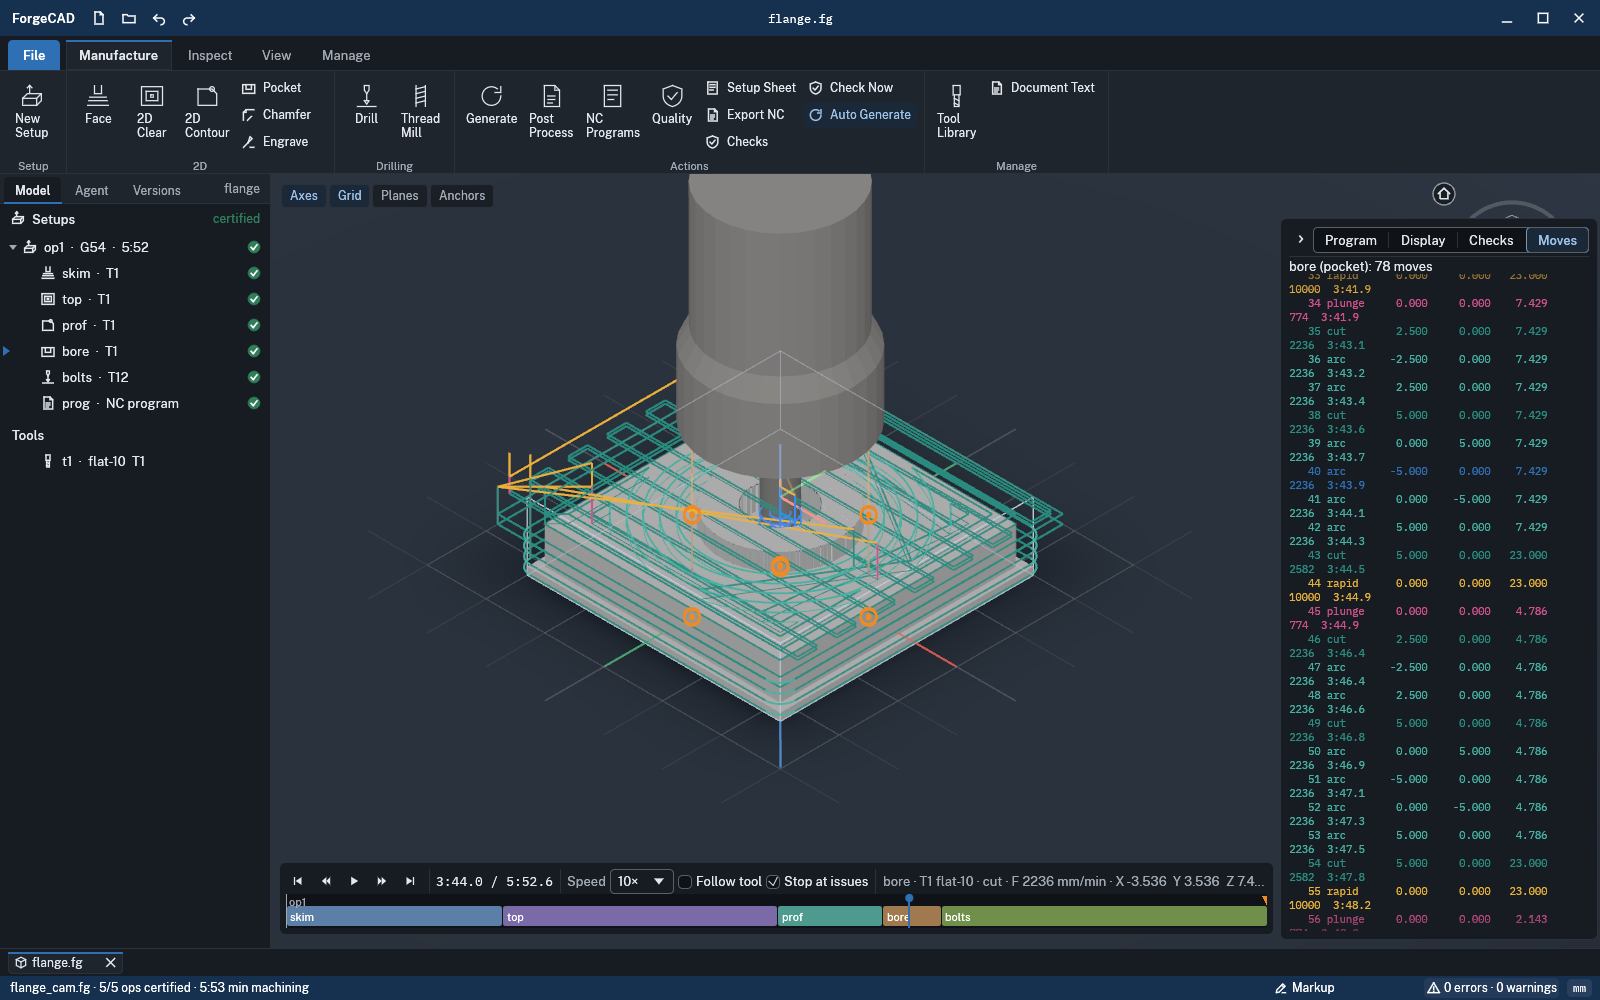 ForgeCAD
flange.fg
File
Manufacture
Inspect
View
Manage
New Setup
Face
2D Clear
2D Contour
Pocket
Chamfer
Engrave
Drill
Thread Mill
Generate
Post Process
NC Programs
Quality
Setup Sheet
Export NC
Checks
Check Now
Auto Generate
Tool Library
Document Text
Setup
2D
Drilling
Actions
Manage
Model
Agent
Versions
flange
Setups
certified
op1 · G54 · 5:52
skim · T1
top · T1
prof · T1
bore · T1
bolts · T12
prog · NC program
Tools
t1 · flat-10 T1
Axes
Grid
Planes
Anchors
Program
Display
Checks
Moves
bore (pocket): 78 moves
33 rapid 0.000 0.000 23.000
10000 3:41.9
34 plunge 0.000 0.000 7.429
774 3:41.9
35 cut 2.500 0.000 7.429
2236 3:43.1
36 arc -2.500 0.000 7.429
2236 3:43.2
37 arc 2.500 0.000 7.429
2236 3:43.4
38 cut 5.000 0.000 7.429
2236 3:43.6
39 arc 0.000 5.000 7.429
2236 3:43.7
40 arc -5.000 0.000 7.429
2236 3:43.9
41 arc 0.000 -5.000 7.429
2236 3:44.1
42 arc 5.000 0.000 7.429
2236 3:44.3
43 cut 5.000 0.000 23.000
2582 3:44.5
44 rapid 0.000 0.000 23.000
10000 3:44.9
45 plunge 0.000 0.000 4.786
774 3:44.9
46 cut 2.500 0.000 4.786
2236 3:46.4
47 arc -2.500 0.000 4.786
2236 3:46.4
48 arc 2.500 0.000 4.786
2236 3:46.6
49 cut 5.000 0.000 4.786
2236 3:46.8
50 arc 0.000 5.000 4.786
2236 3:46.9
51 arc -5.000 0.000 4.786
2236 3:47.1
52 arc 0.000 -5.000 4.786
2236 3:47.3
53 arc 5.000 0.000 4.786
2236 3:47.5
54 cut 5.000 0.000 23.000
2582 3:47.8
55 rapid 0.000 0.000 23.000
10000 3:48.2
56 plunge 0.000 0.000 2.143
3:44.0 / 5:52.6
Speed
10×
Follow tool
Stop at issues
bore · T1 flat-10 · cut · F 2236 mm/min · X -3.536 Y 3.536 Z 7.4...
op1
skim
top
prof
bore
bolts
flange.fg
flange_cam.fg · 5/5 ops certified · 5:53 min machining
Markup
0 errors · 0 warnings
mm